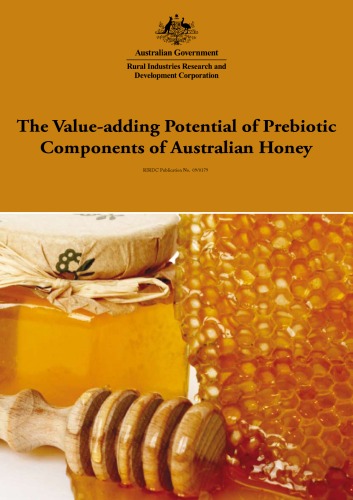 Australian Government
Rural Industries Research and
Development Corporation
The Value-adding Potential of Prebiotic
Components of Australian Honey
RIRDC Publication No. 09/179